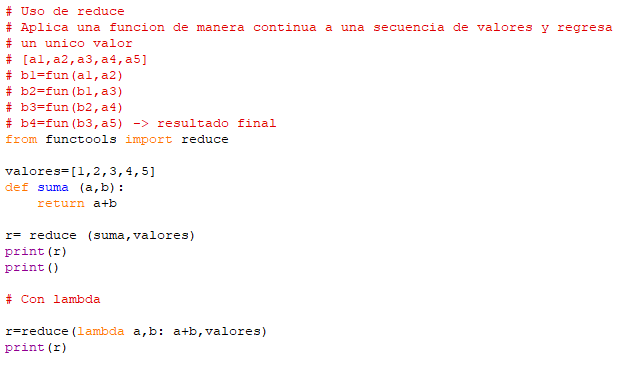 # Uso de reduce
# Aplica una funcion de manera continua a una secuencia de valores y regresa
# un unico valor
# [a1,a2,a3,a4,a5]
# b1=fun(a1,a2)
# b2=fun(b1,a3)
# b3=fun(b2,a4)
# b4=fun(b3,a5) -> resultado final
from functools import reduce
valores=[1,2,3,4,5]
def suma (a,b):
    return a+b
r= reduce (suma,valores)
print(r)
print()
# Con lambda
r=reduce(lambda a,b: a+b,valores)
print(r)